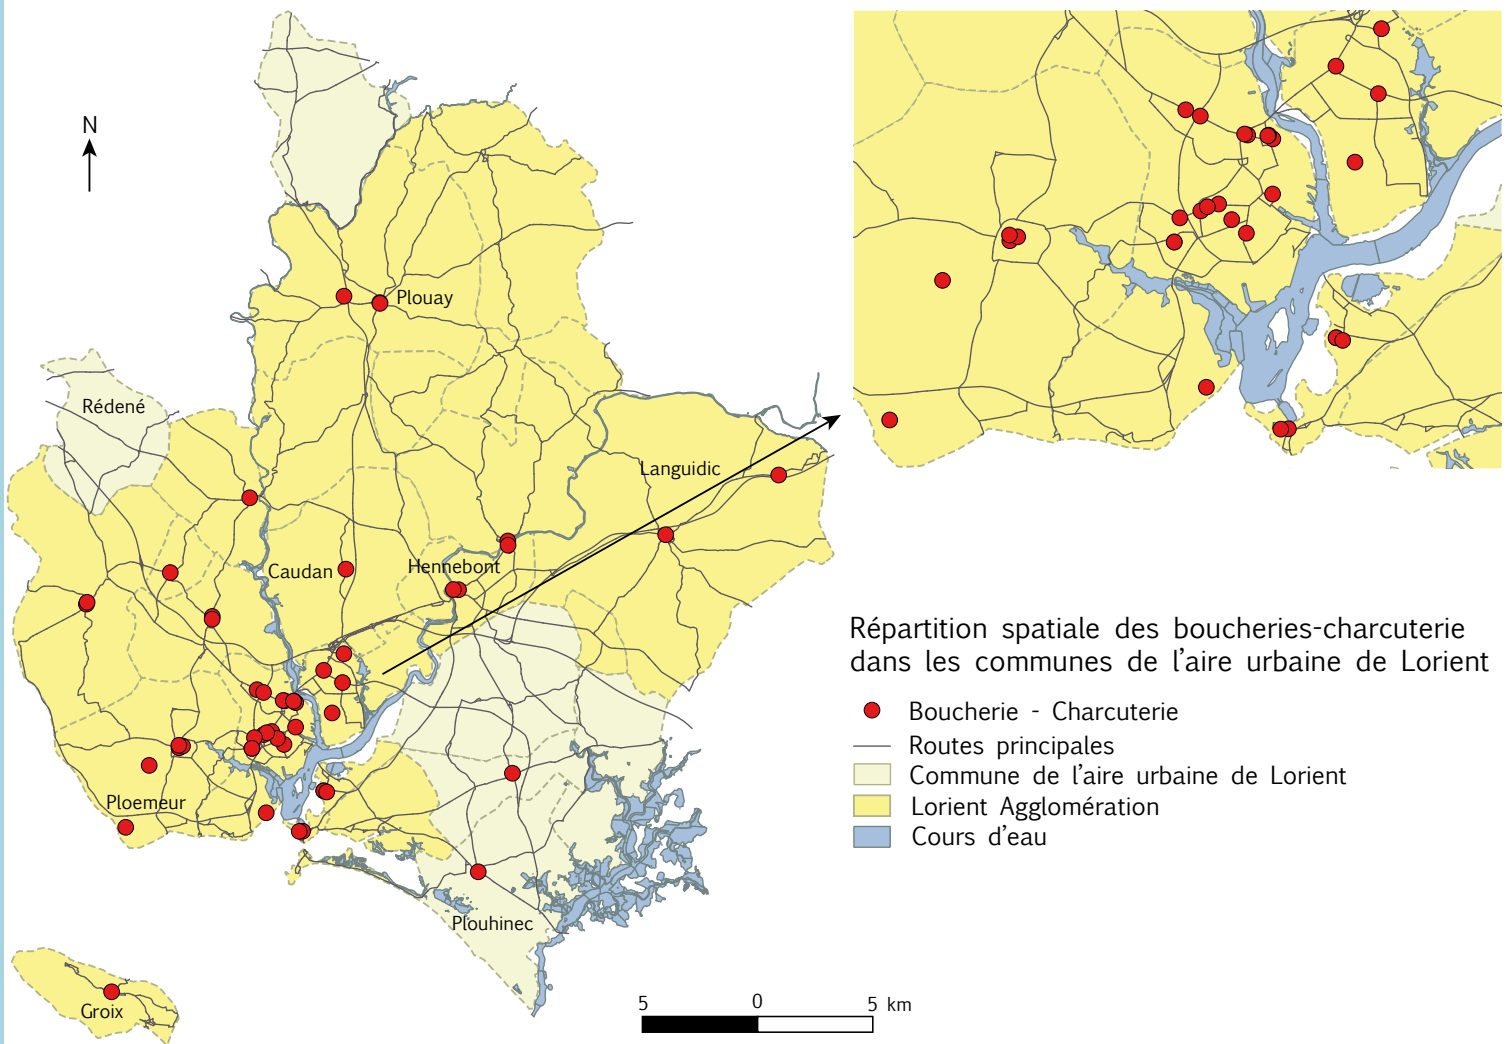 N
Plouay
Rédené
Languidic
Caudan
Hennebont
Ploemeur
Plouhinec
Groix
5 0 5 km
Répartition spatiale des boucheries-charcuterie
dans les communes de l'aire urbaine de Lorient
Boucherie - Charcuterie
Routes principales
Commune de l'aire urbaine de Lorient
Lorient Agglomération
Cours d'eau